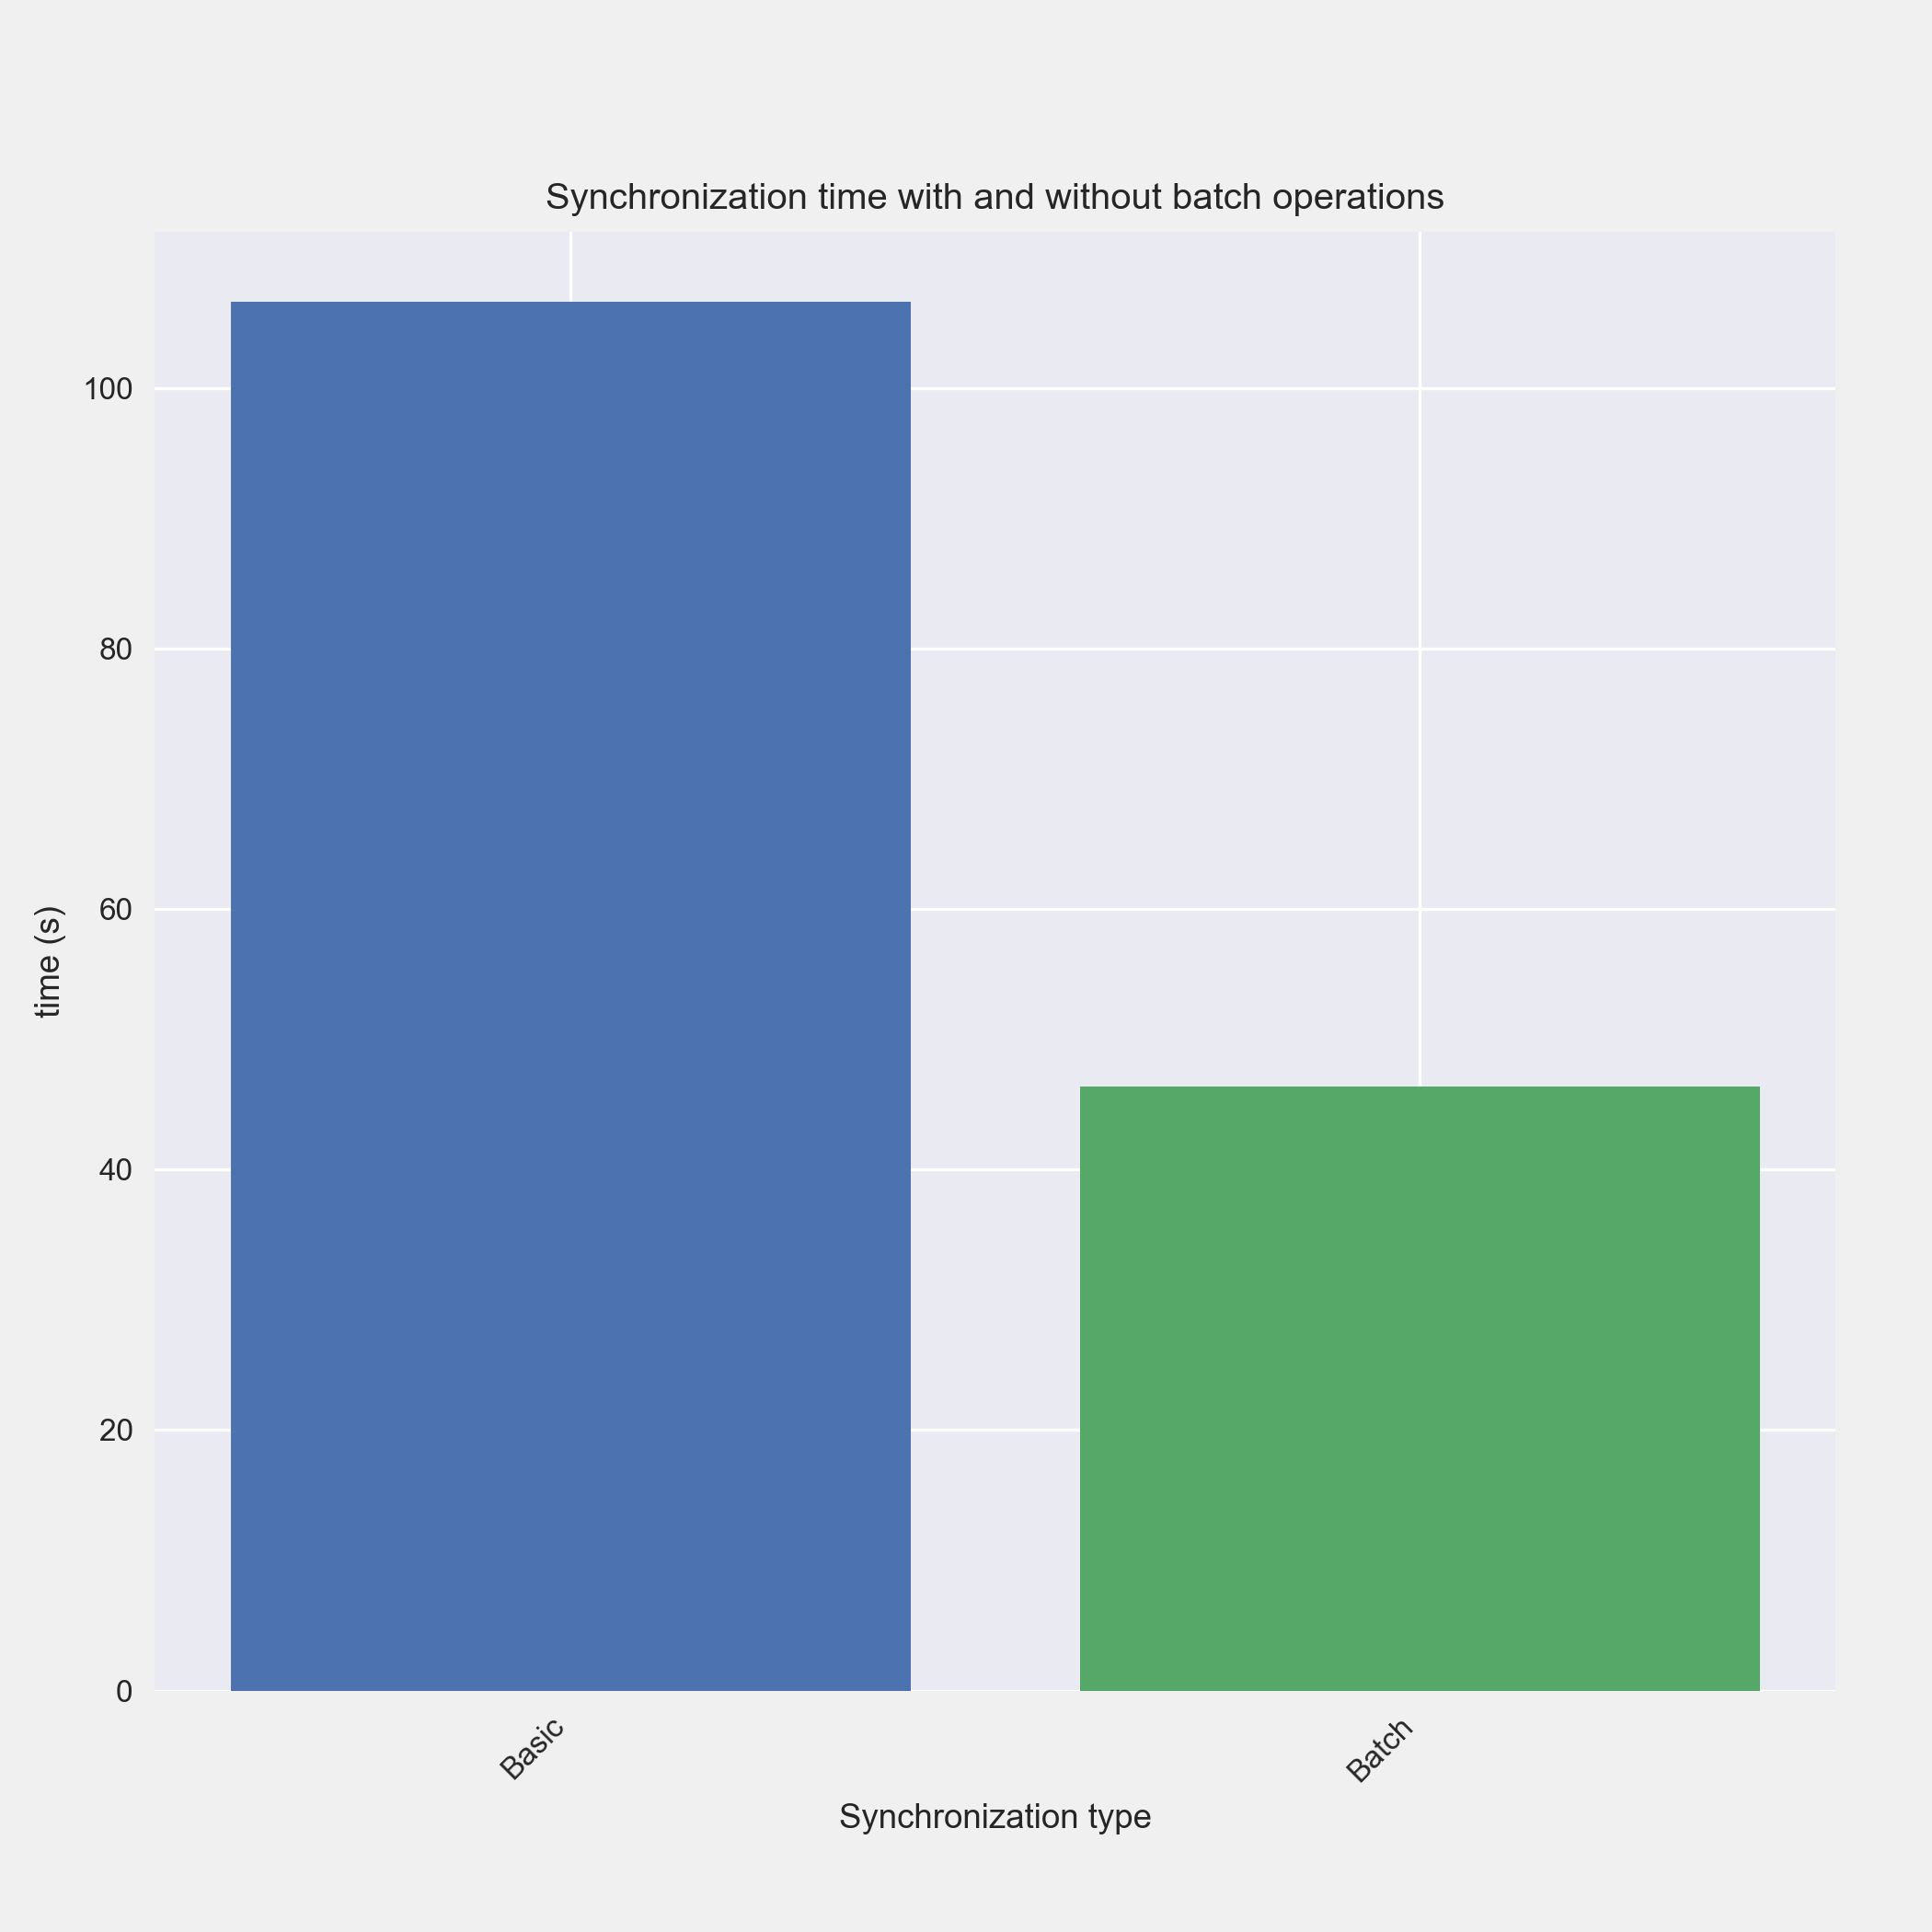 Synchronization time with and without batch operations
100
80
60
40
20
0
time (s)
Basic
Batch
Synchronization type